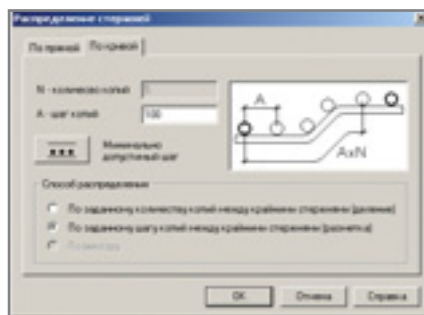 Распределение стержней
По прямой По кривой
N - количесво копий
A - шаг копий 100
A
AxN
Минимально
допустимый шаг
Способ распределения
По заданному количеству копий между крайними стержнями (деление)
По заданному шагу копий между крайними стержнями (разметка)
OK Отмена Справка